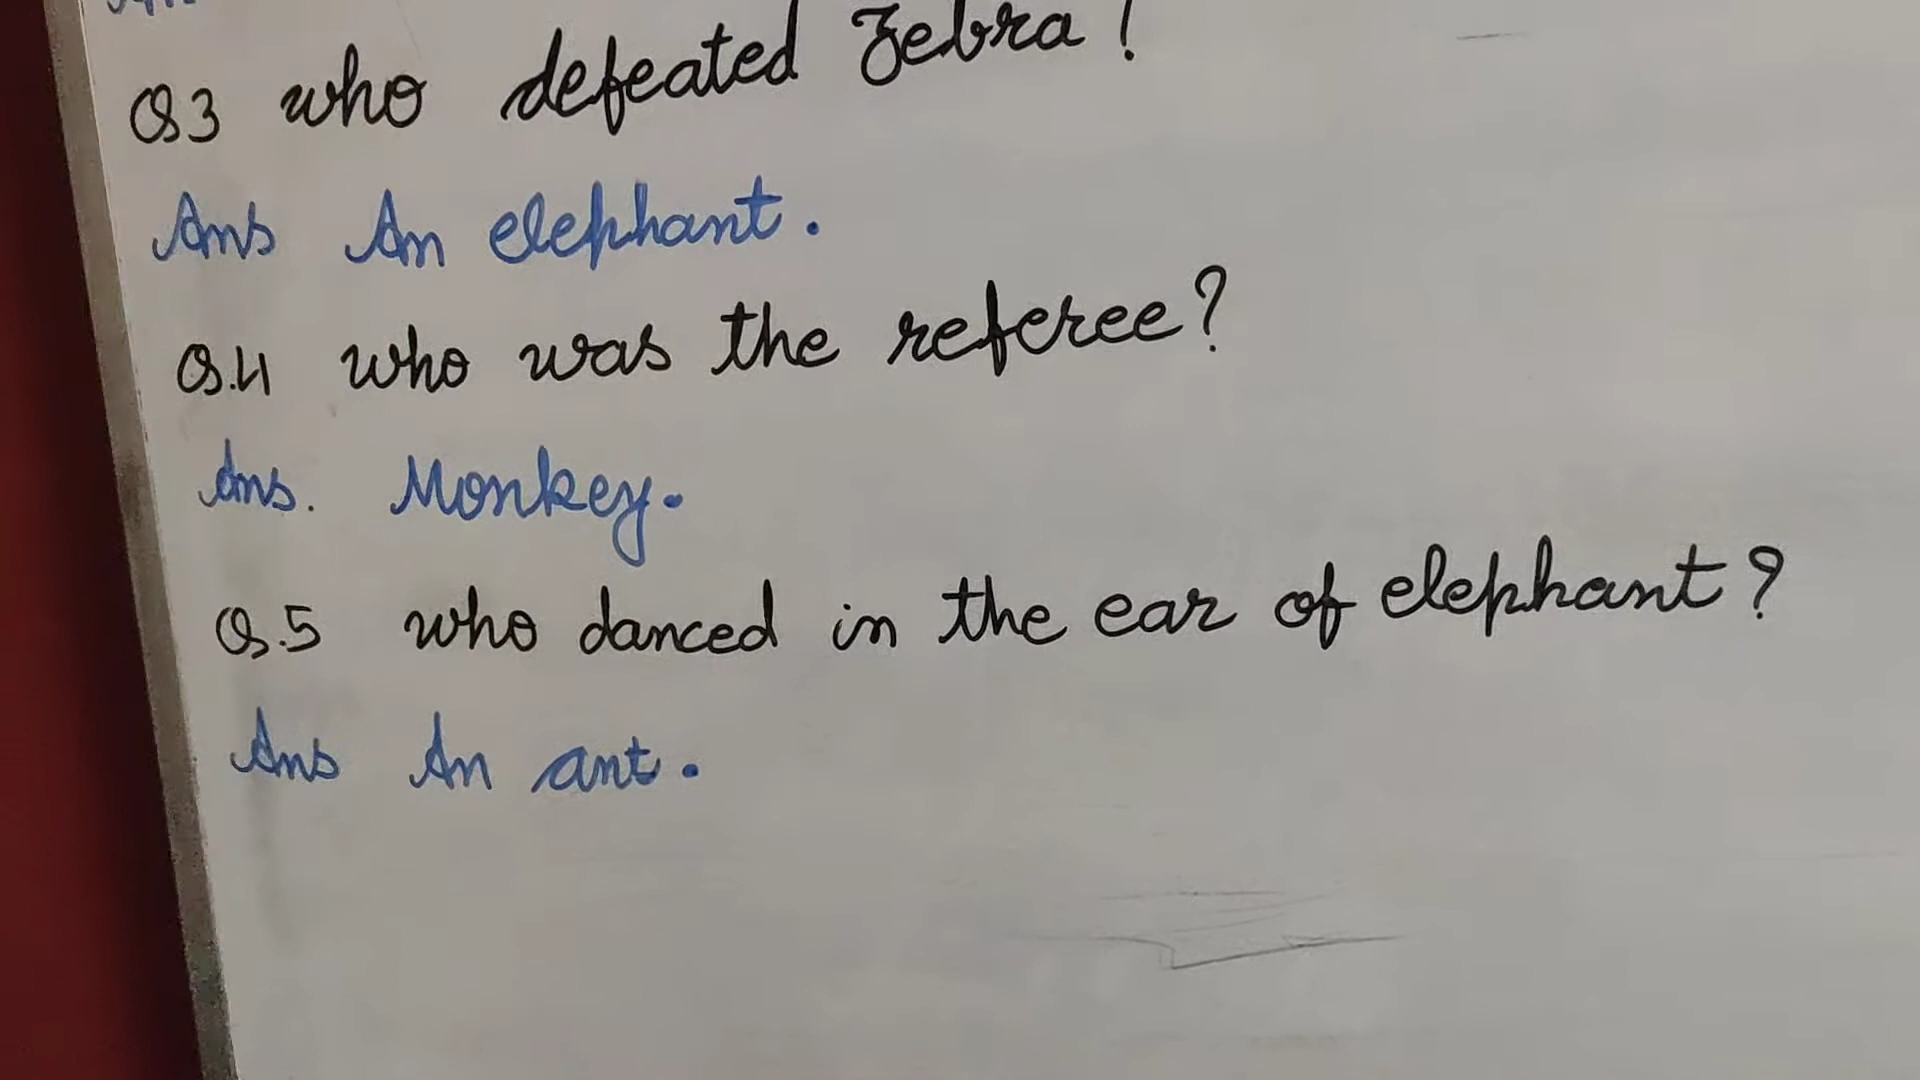 Q3 who defeated Zebra?
Ans An elephant.
Q.4 who was the referee?
Ans. Monkey.
Q.5 who danced in the ear of elephant?
Ans An ant.